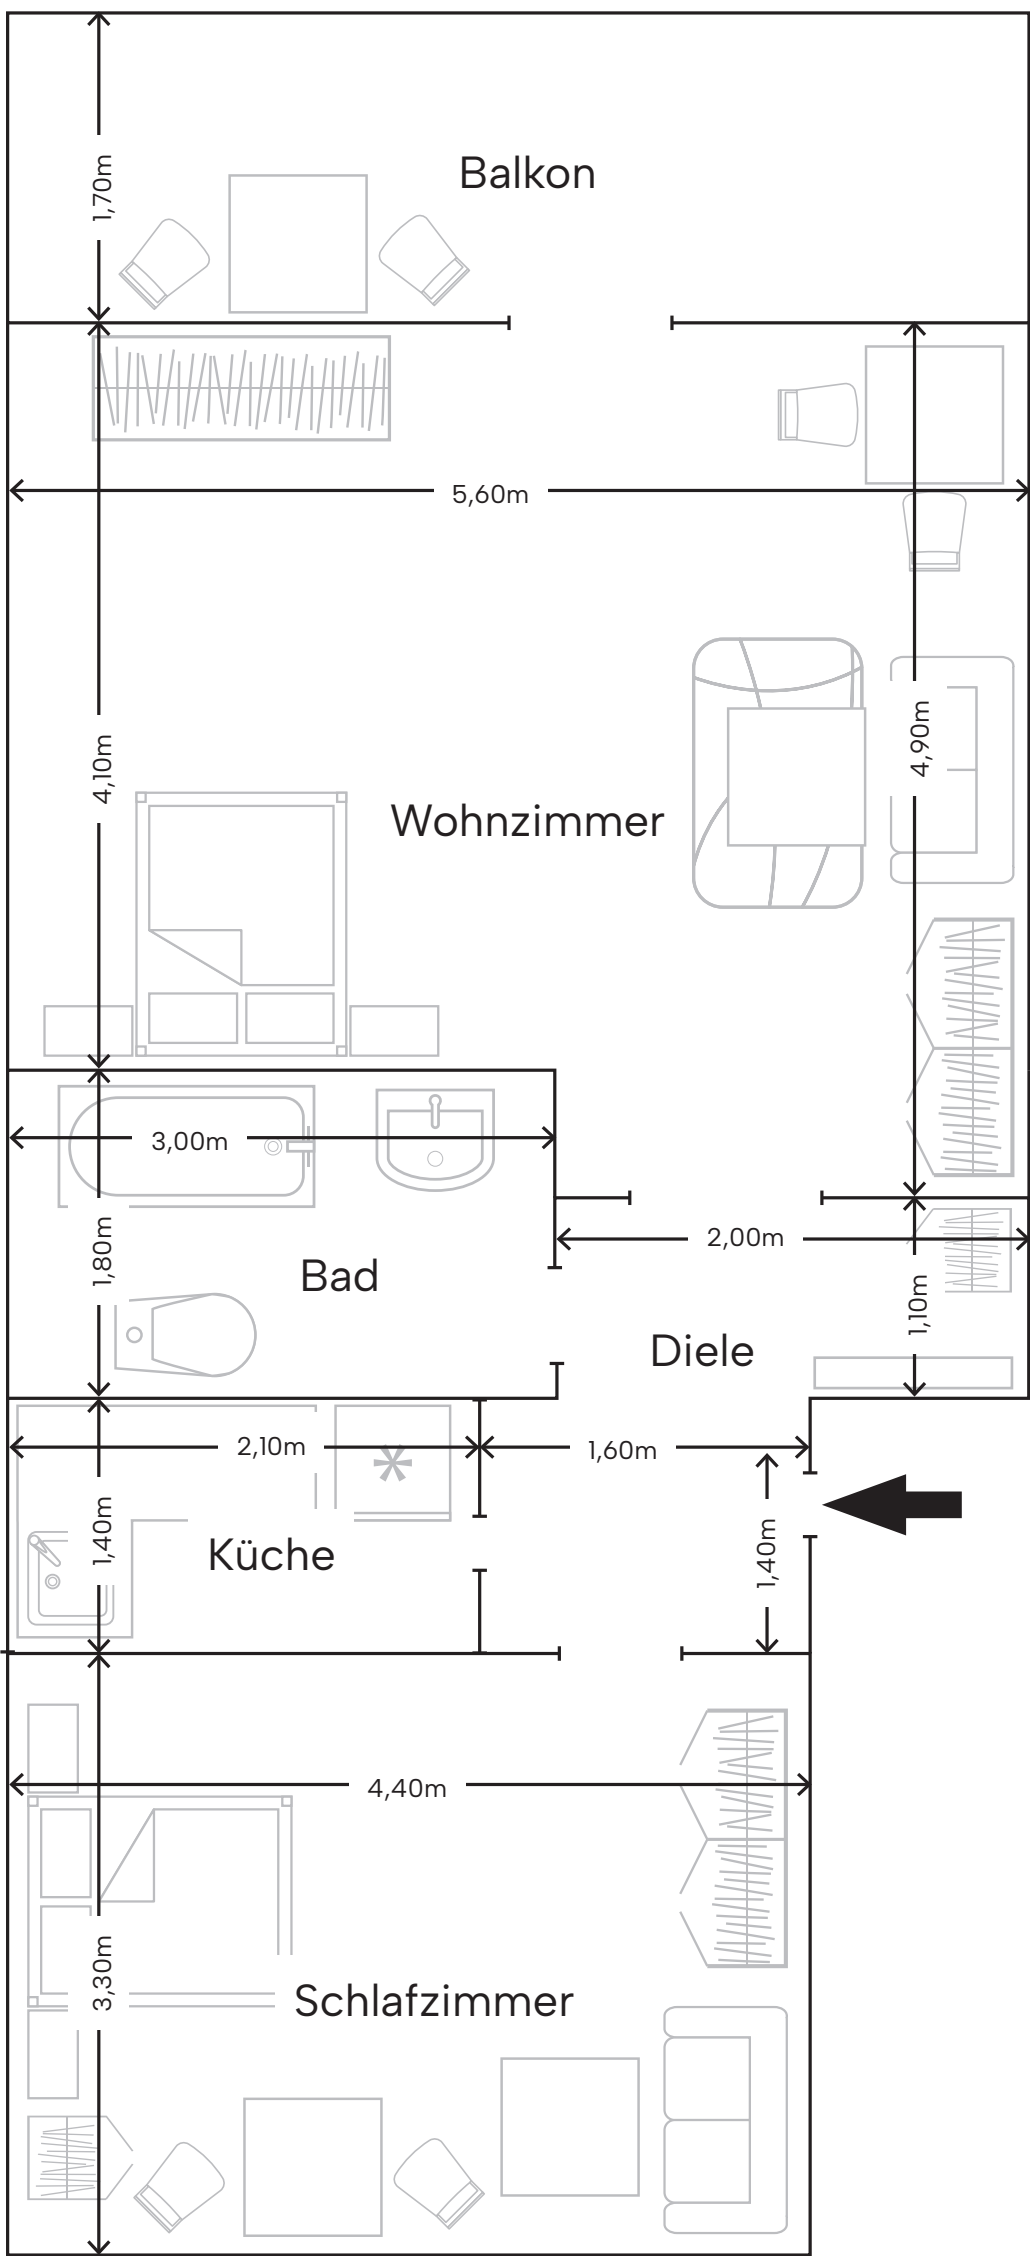 Balkon
1,70m
5,60m
4,10m
4,90m
Wohnzimmer
3,00m
1,80m
Bad
2,00m
1,10m
Diele
2,10m
1,60m
1,40m
Küche
1,40m
4,40m
3,30m
Schlafzimmer